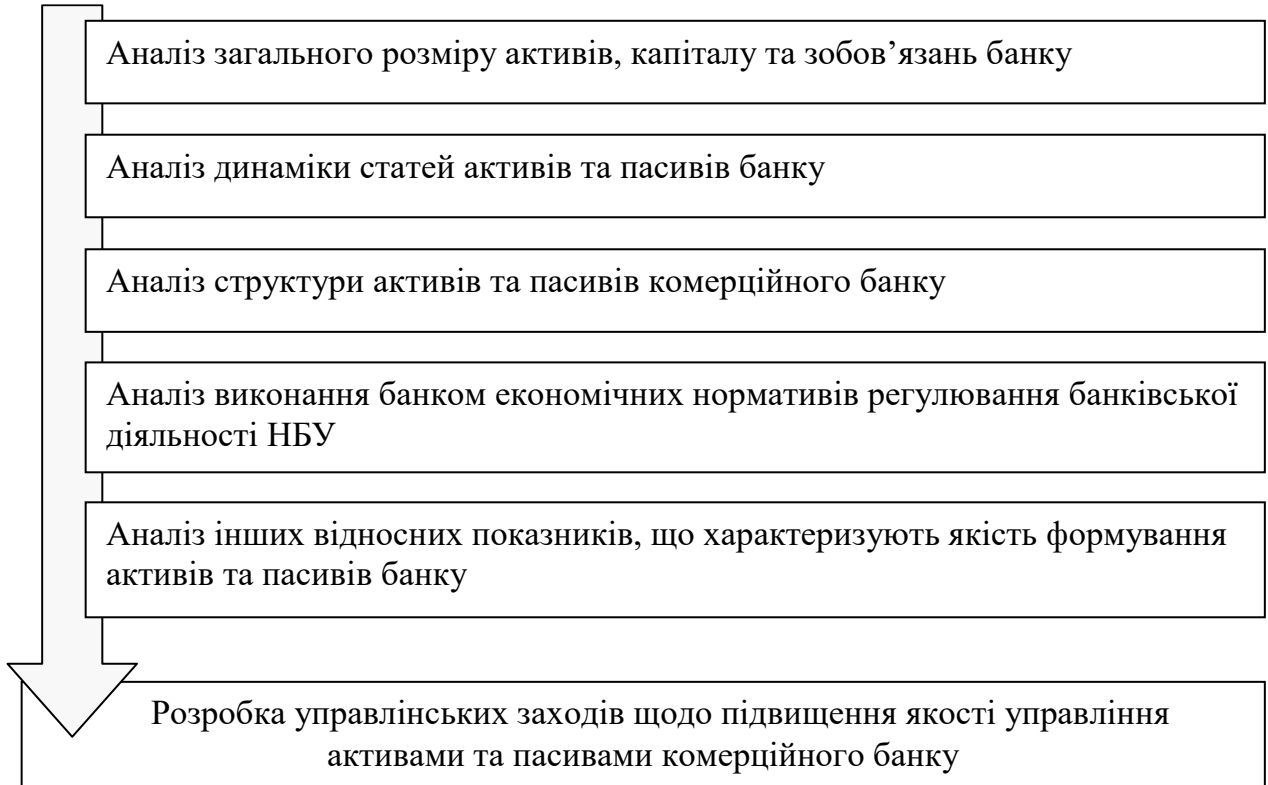 Аналіз загального розміру активів, капіталу та зобов’язань банку
Аналіз динаміки статей активів та пасивів банку
Аналіз структури активів та пасивів комерційного банку
Аналіз виконання банком економічних нормативів регулювання банківської
діяльності НБУ
Аналіз інших відносних показників, що характеризують якість формування
активів та пасивів банку
Розробка управлінських заходів щодо підвищення якості управління
активами та пасивами комерційного банку